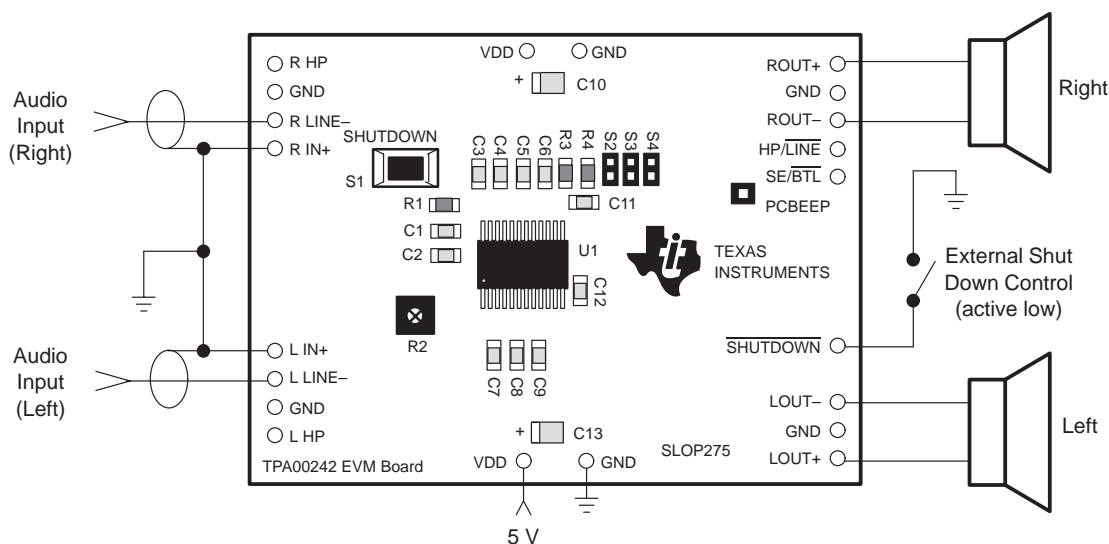 VDD
GND
R HP
GND
R LINE–
R IN+
Audio
Input
(Right)
+
C10
SHUTDOWN
S1
C3
C4
C5
C6
R3
R4
S2
S3
S4
ROUT+
GND
ROUT–
HP/LINE
SE/BTL
Right
R1
C1
C2
C11
PCBEEP
U1
TEXAS
INSTRUMENTS
C12
R2
External Shut
Down Control
(active low)
SHUTDOWN
Audio
Input
(Left)
L IN+
L LINE–
GND
L HP
C7
C8
C9
LOUT–
GND
LOUT+
Left
+
C13
SLOP275
TPA00242 EVM Board
VDD
GND
5 V